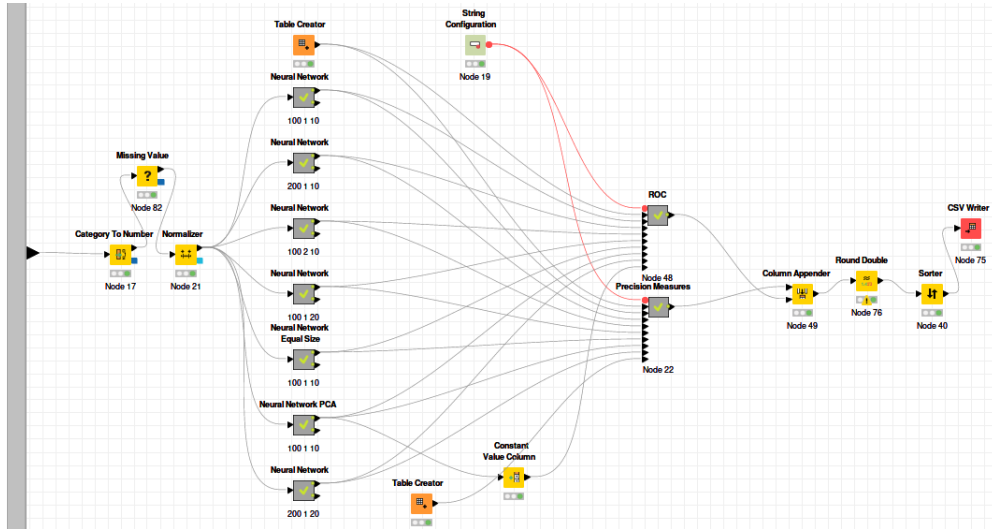 Table Creator
String
Configuration
Node 19
Neural Network
100 1 10
Neural Network
200 1 10
Missing Value
Node 82
Neural Network
100 2 10
Category To Number
Node 17
Normalizer
Node 21
Neural Network
100 1 20
Neural Network
Equal Size
100 1 10
Neural Network PCA
100 1 10
Neural Network
200 1 20
Table Creator
Constant
Value Column
ROC
Node 48
Precision Measures
Node 22
Column Appender
Node 49
Round Double
Node 76
Sorter
Node 40
CSV Writer
Node 75